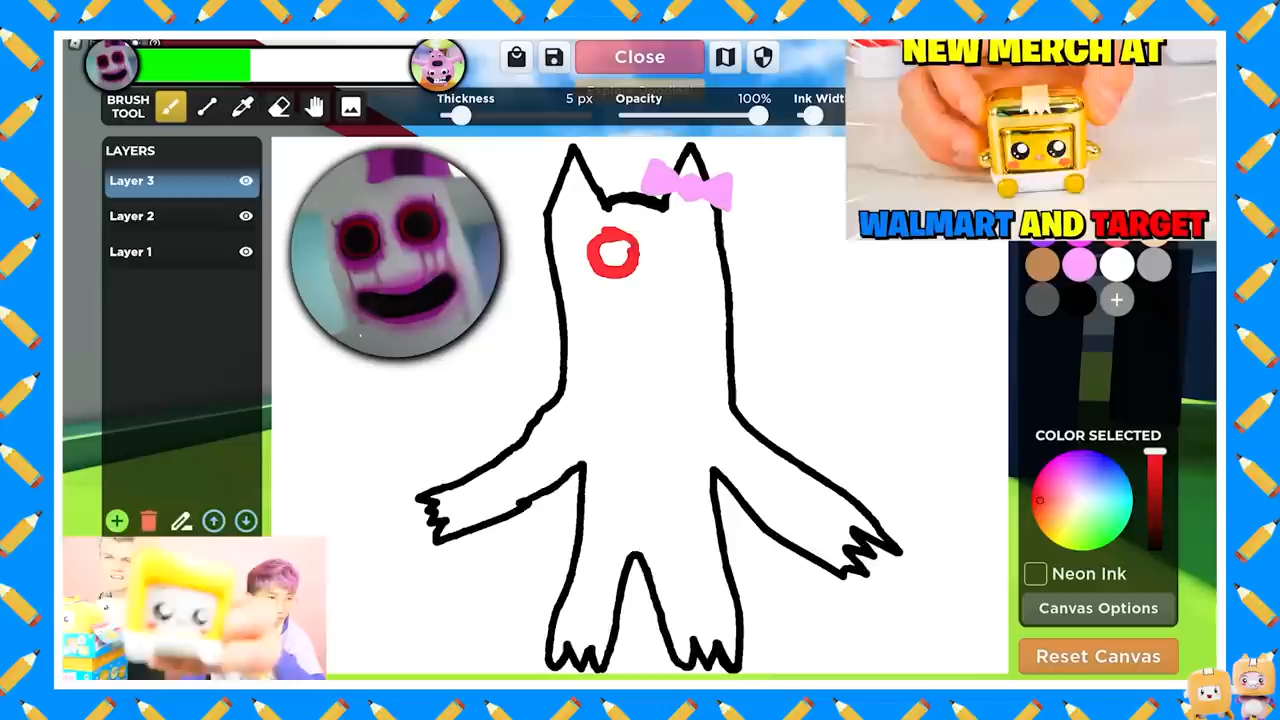 Close
NEW MERCH AT
BRUSH
TOOL
Thickness
5 px
Opacity
100%
Ink Widt
LAYERS
Layer 3
Layer 2
Layer 1
WALMART AND TARGET
COLOR SELECTED
Neon Ink
Canvas Options
Reset Canvas